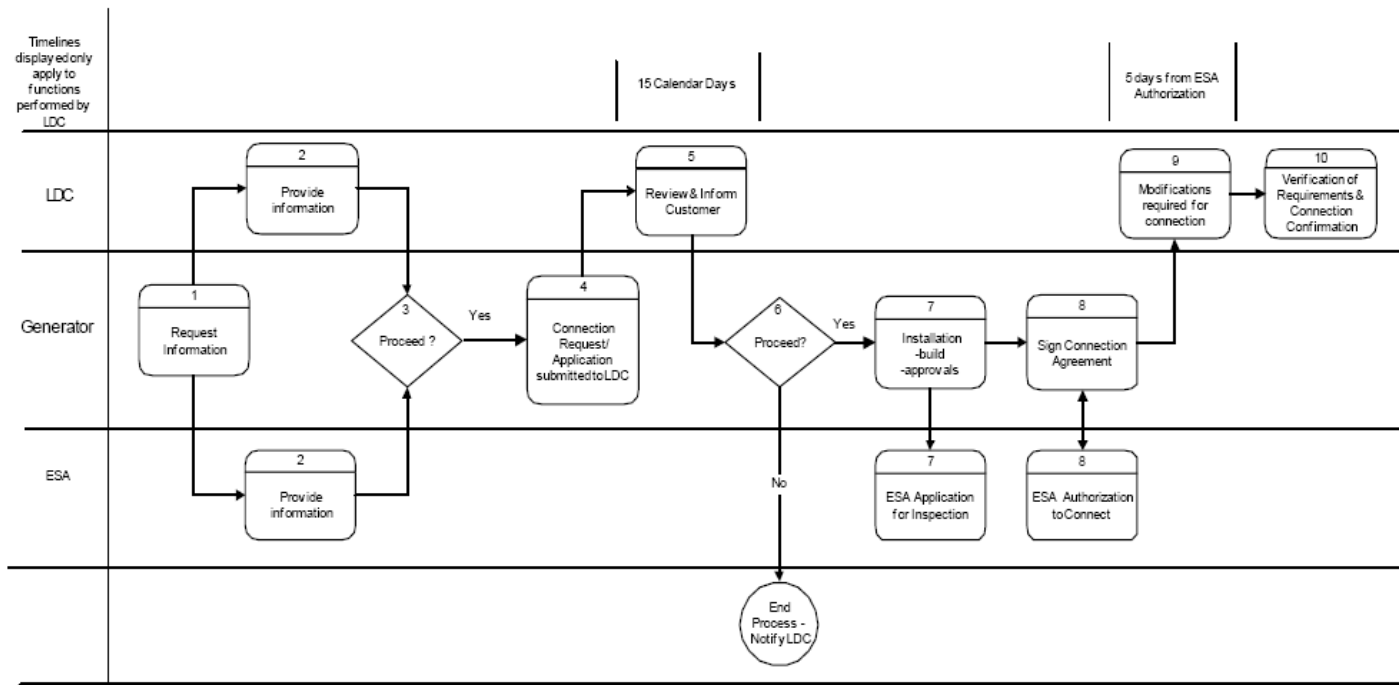 Timelines
displayed only
apply to
functions
performed by
LDC
15 Calendar Days
5 days from ESA
Authorization
LDC
2
Provide
information
5
Review & Inform
Customer
9
Modifications
required for
connection
10
Verification of
Requirements &
Connection
Confirmation
Generator
1
Request
Information
3
Proceed ?
Yes
4
Connection
Request/
Application
submitted to LDC
6
Proceed?
Yes
7
Installation
-build
-approvals
8
Sign Connection
Agreement
ESA
2
Provide
information
No
7
ESA Application
for Inspection
8
ESA Authorization
to Connect
End
Process -
Notify LDC